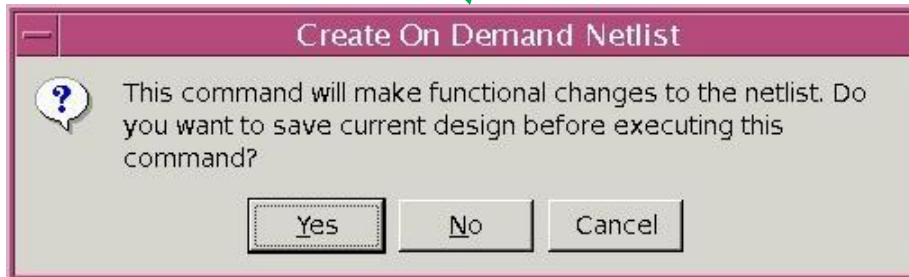 Create On Demand Netlist
This command will make functional changes to the netlist. Do
you want to save current design before executing this
command?
Yes No Cancel